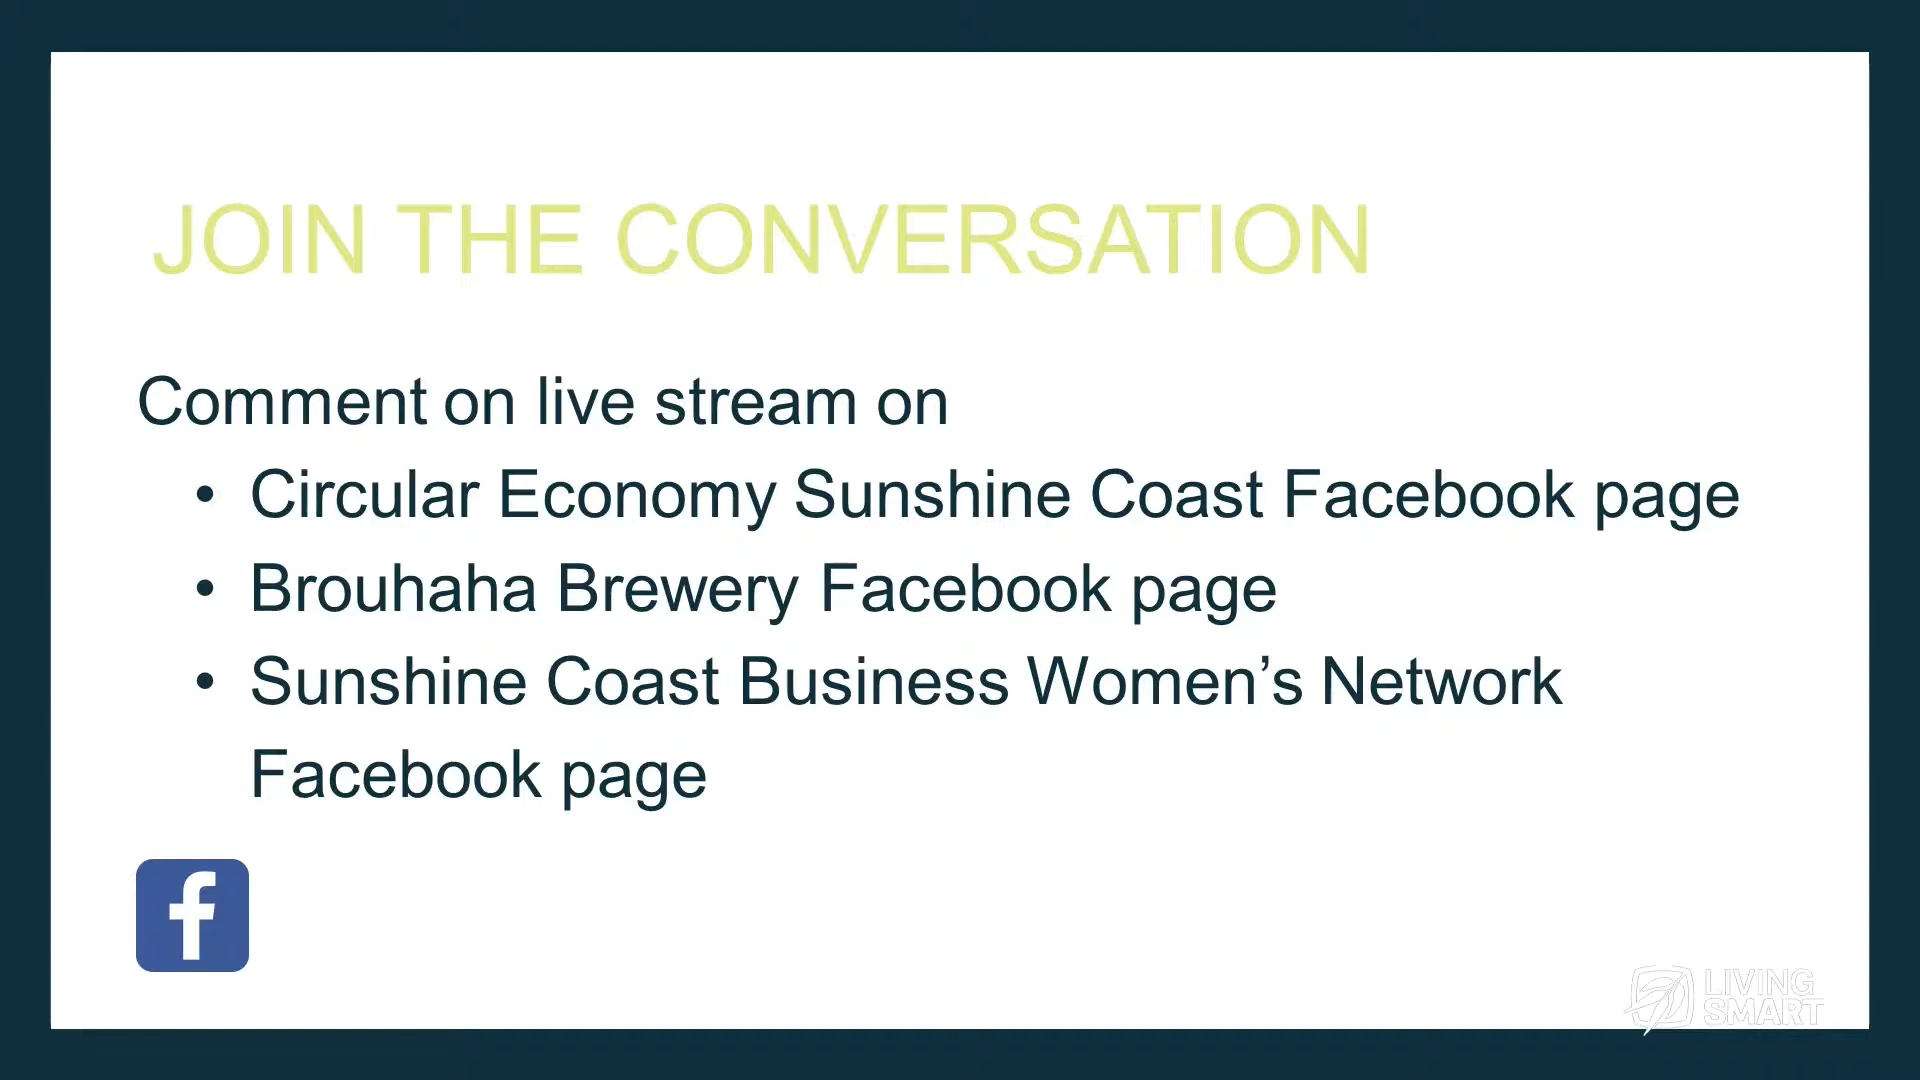 JOIN THE CONVERSATION
Comment on live stream on
• Circular Economy Sunshine Coast Facebook page
• Brouhaha Brewery Facebook page
• Sunshine Coast Business Women’s Network
Facebook page
f
LIVING
SMART